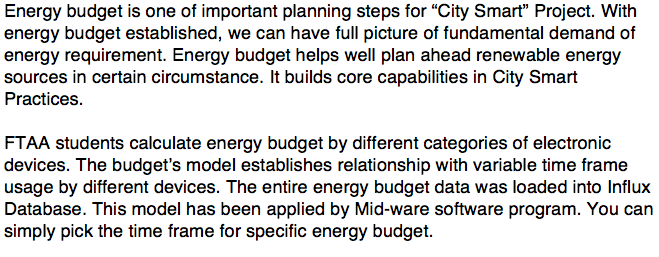 Energy budget is one of important planning steps for “City Smart” Project. With
energy budget established, we can have full picture of fundamental demand of
energy requirement. Energy budget helps well plan ahead renewable energy
sources in certain circumstance. It builds core capabilities in City Smart
Practices.
FTAA students calculate energy budget by different categories of electronic
devices. The budget’s model establishes relationship with variable time frame
usage by different devices. The entire energy budget data was loaded into Influx
Database. This model has been applied by Mid-ware software program. You can
simply pick the time frame for specific energy budget.